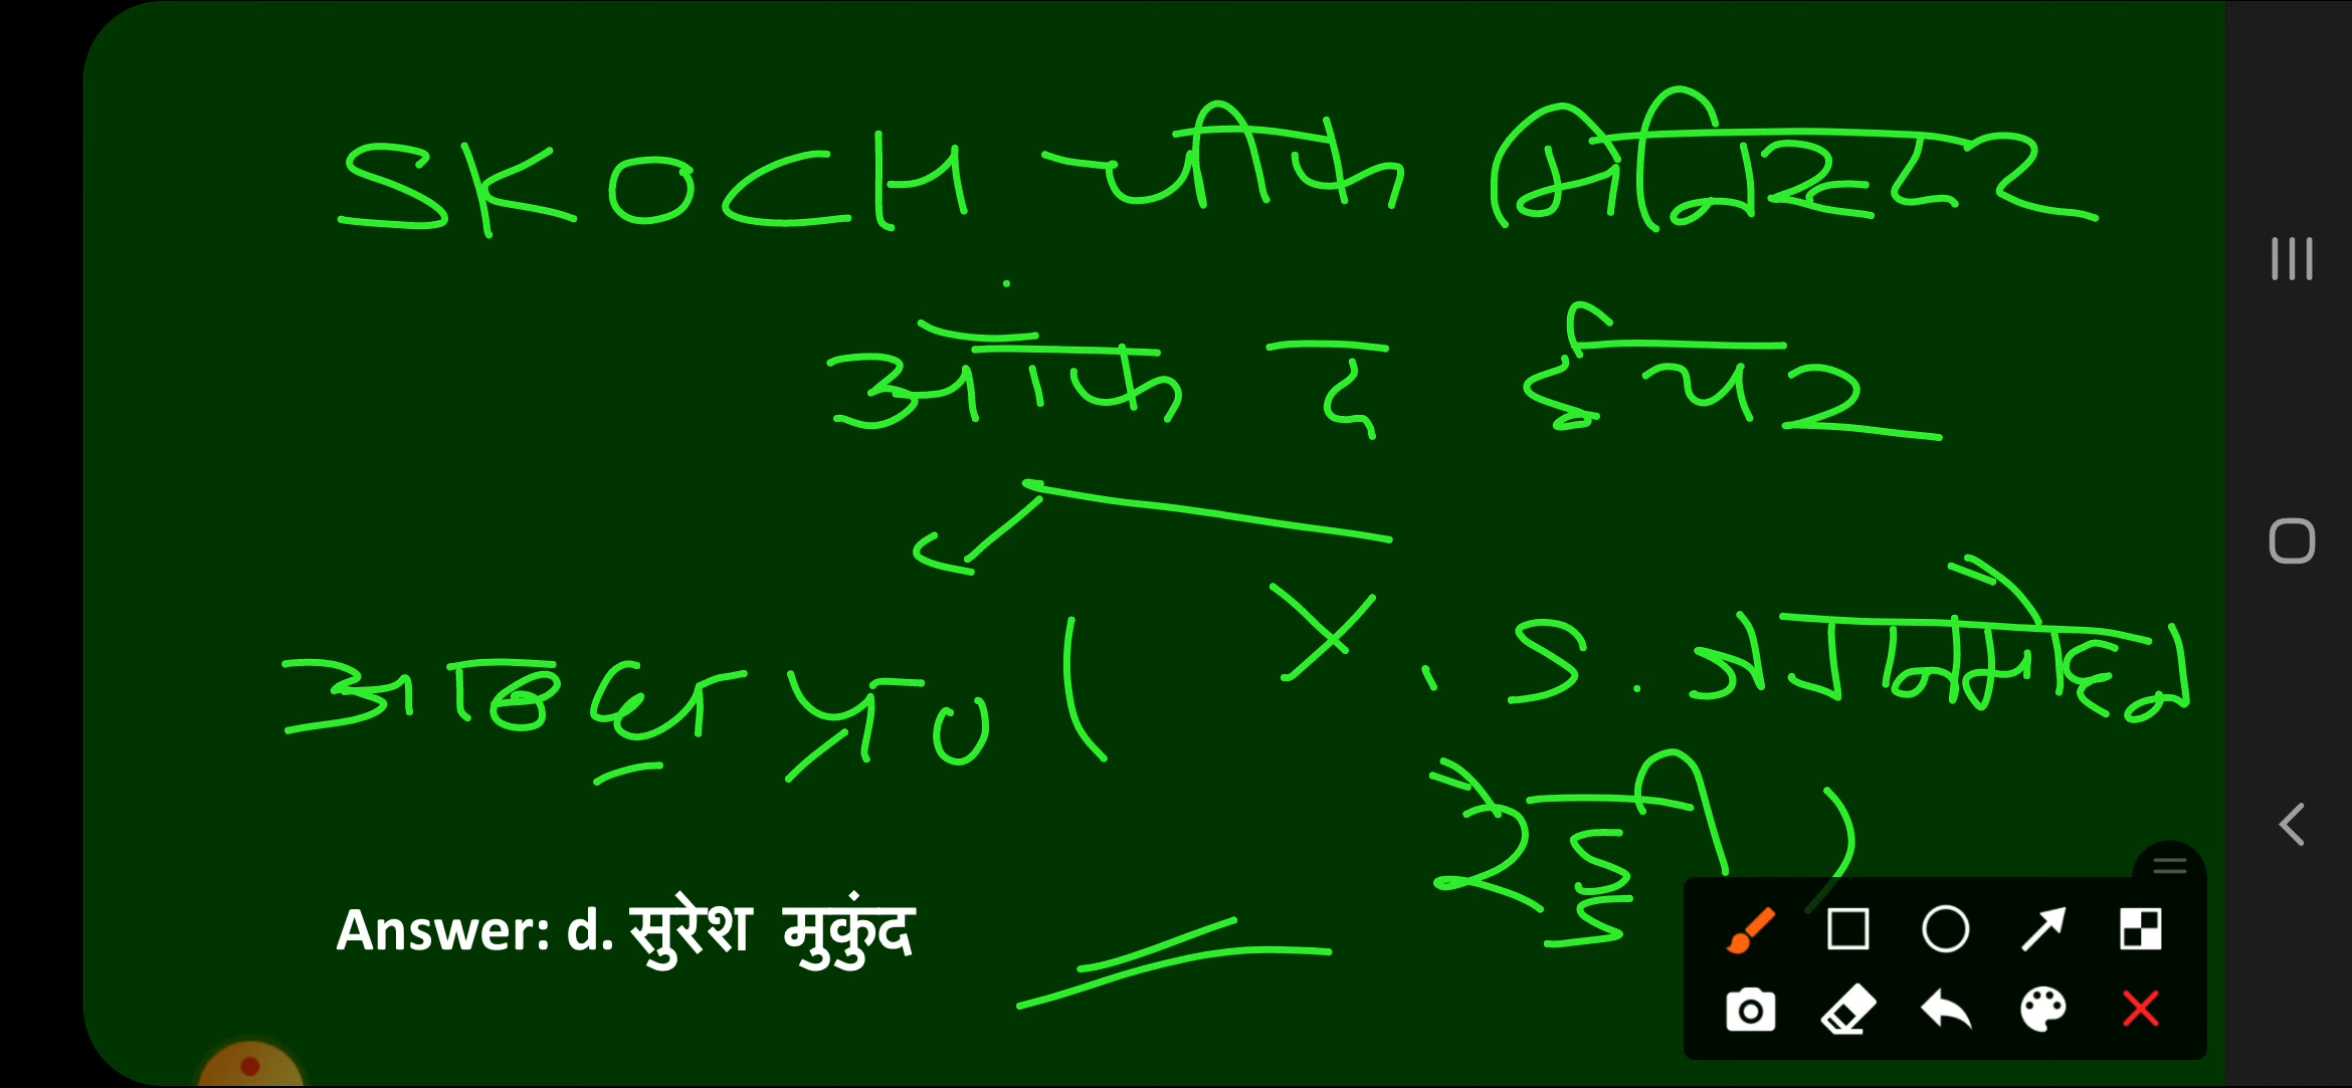 SKOCH चीफ मिनिस्टर
ऑफ द ईयर
आन्ध्र प्र० ( Y. S. जगनमोहन
रेड्डी )
Answer: d. सुरेश मुकुंद